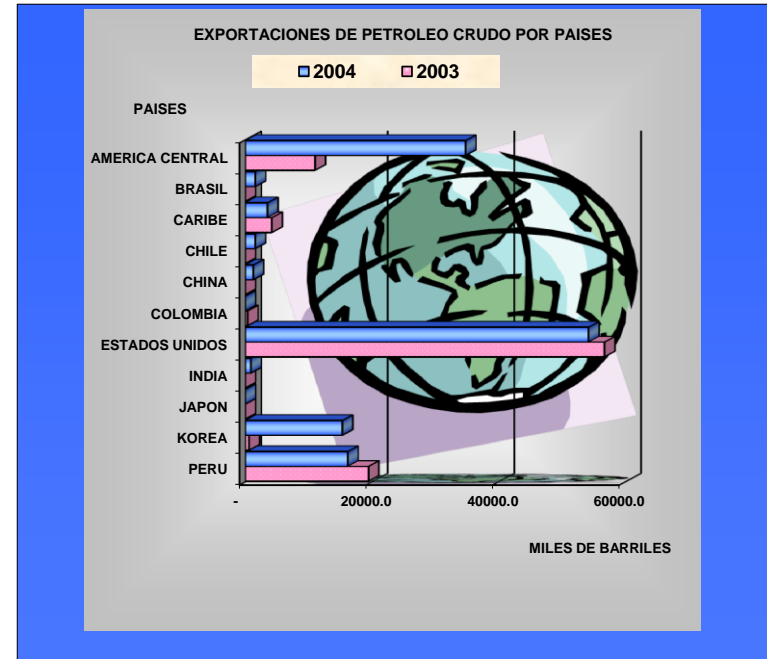 EXPORTACIONES DE PETROLEO CRUDO POR PAISES
2004 2003
PAISES
AMERICA CENTRAL
BRASIL
CARIBE
CHILE
CHINA
COLOMBIA
ESTADOS UNIDOS
INDIA
JAPON
KOREA
PERU
- 20000.0 40000.0 60000.0
MILES DE BARRILES